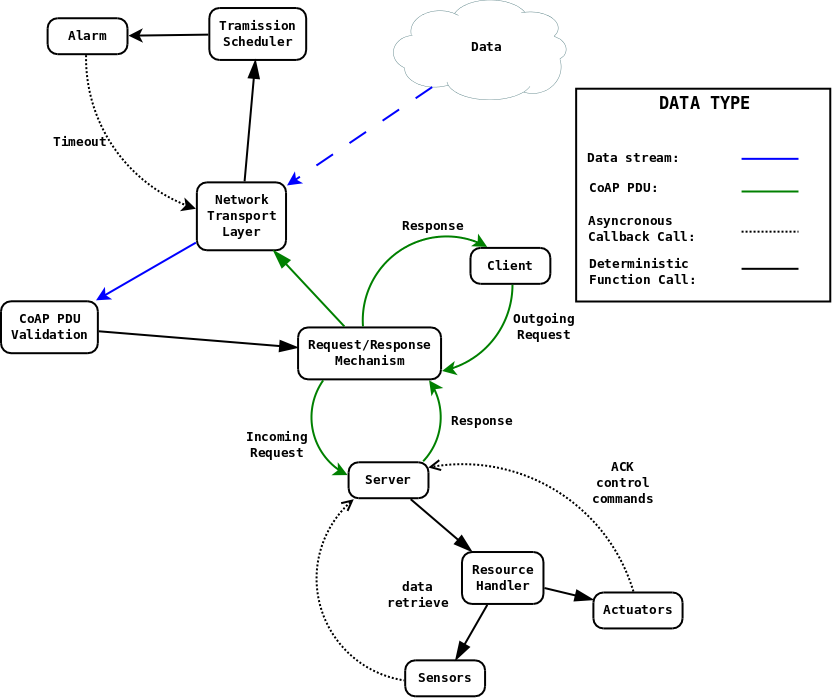 Tramission
Scheduler
Alarm
Data
DATA TYPE
Timeout
Data stream:
CoAP PDU:
Asyncronous
Callback Call:
Deterministic
Function Call:
Network
Transport
Layer
Response
Client
CoAP PDU
Validation
Outgoing
Request
Request/Response
Mechanism
Incoming
Request
Response
Server
ACK
control
commands
Resource
Handler
data
retrieve
Actuators
Sensors